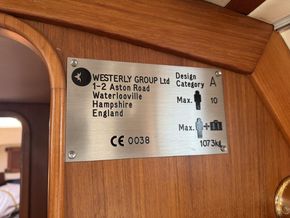 WESTERLY GROUP Ltd
1-2 Aston Road
Waterlooville
Hampshire
England
CE 0038
Design
Category A
Max. 10
Max. + 1073kg